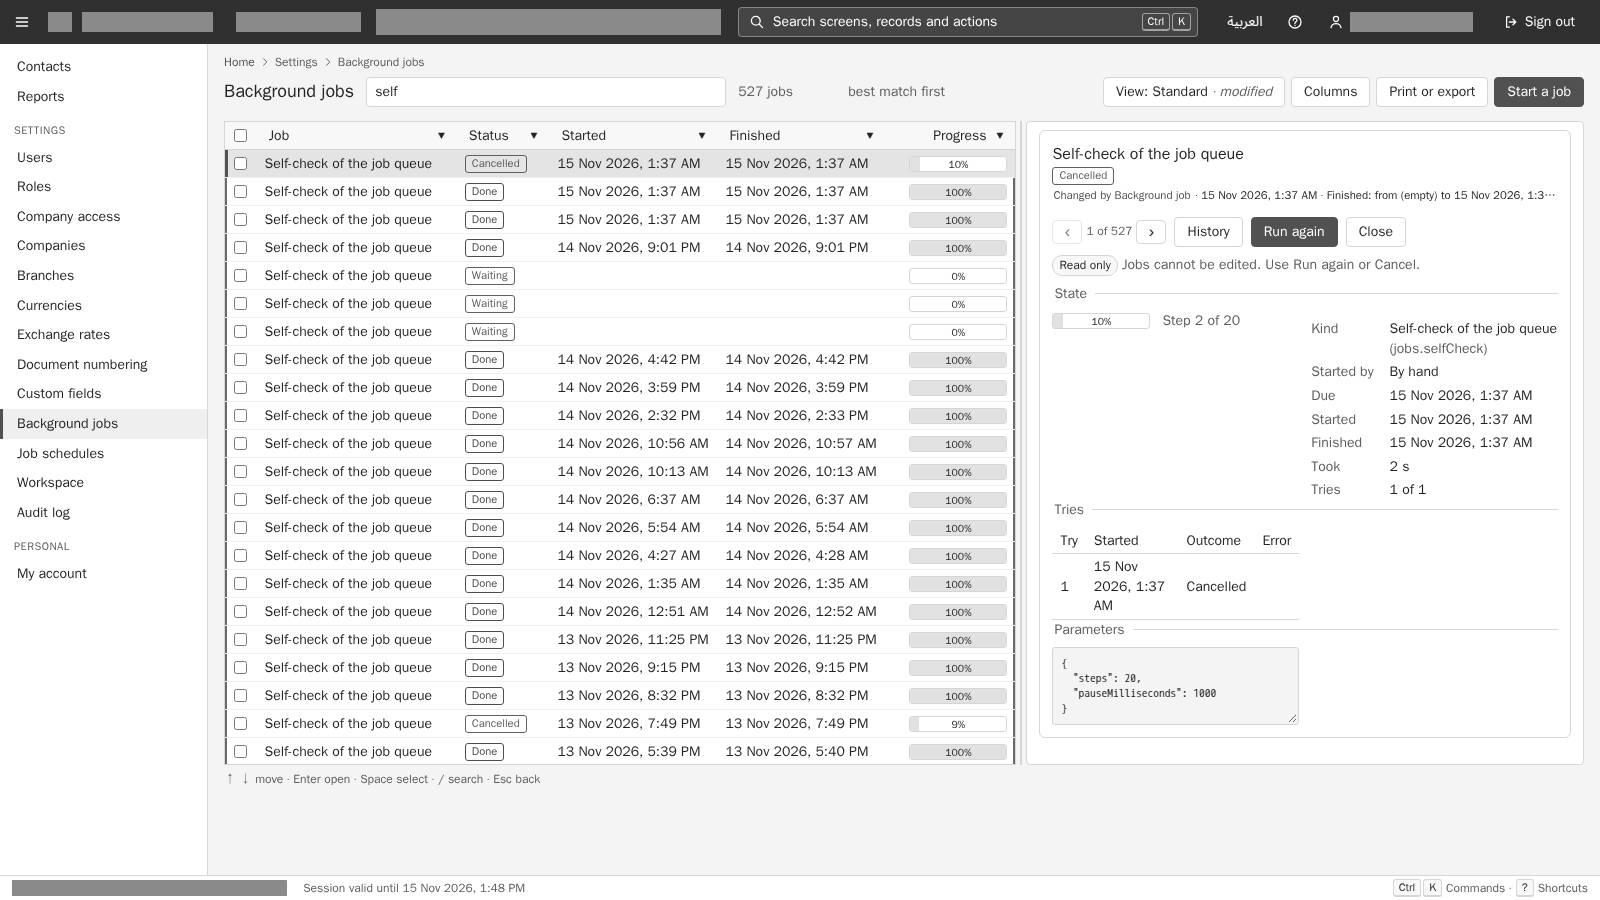 Search screens, records and actions Ctrl K العربية Sign out
Contacts
Reports
SETTINGS
Users
Roles
Company access
Companies
Branches
Currencies
Exchange rates
Document numbering
Custom fields
Background jobs
Job schedules
Workspace
Audit log
PERSONAL
My account
Home > Settings > Background jobs
Background jobs self 527 jobs best match first View: Standard · modified Columns Print or export Start a job
Job Status Started Finished Progress
Self-check of the job queue Cancelled 15 Nov 2026, 1:37 AM 15 Nov 2026, 1:37 AM 10%
Self-check of the job queue Done 15 Nov 2026, 1:37 AM 15 Nov 2026, 1:37 AM 100%
Self-check of the job queue Done 15 Nov 2026, 1:37 AM 15 Nov 2026, 1:37 AM 100%
Self-check of the job queue Done 14 Nov 2026, 9:01 PM 14 Nov 2026, 9:01 PM 100%
Self-check of the job queue Waiting 0%
Self-check of the job queue Waiting 0%
Self-check of the job queue Waiting 0%
Self-check of the job queue Done 14 Nov 2026, 4:42 PM 14 Nov 2026, 4:42 PM 100%
Self-check of the job queue Done 14 Nov 2026, 3:59 PM 14 Nov 2026, 3:59 PM 100%
Self-check of the job queue Done 14 Nov 2026, 2:32 PM 14 Nov 2026, 2:33 PM 100%
Self-check of the job queue Done 14 Nov 2026, 10:56 AM 14 Nov 2026, 10:57 AM 100%
Self-check of the job queue Done 14 Nov 2026, 10:13 AM 14 Nov 2026, 10:13 AM 100%
Self-check of the job queue Done 14 Nov 2026, 6:37 AM 14 Nov 2026, 6:37 AM 100%
Self-check of the job queue Done 14 Nov 2026, 5:54 AM 14 Nov 2026, 5:54 AM 100%
Self-check of the job queue Done 14 Nov 2026, 4:27 AM 14 Nov 2026, 4:28 AM 100%
Self-check of the job queue Done 14 Nov 2026, 1:35 AM 14 Nov 2026, 1:35 AM 100%
Self-check of the job queue Done 14 Nov 2026, 12:51 AM 14 Nov 2026, 12:52 AM 100%
Self-check of the job queue Done 13 Nov 2026, 11:25 PM 13 Nov 2026, 11:25 PM 100%
Self-check of the job queue Done 13 Nov 2026, 9:15 PM 13 Nov 2026, 9:15 PM 100%
Self-check of the job queue Done 13 Nov 2026, 8:32 PM 13 Nov 2026, 8:32 PM 100%
Self-check of the job queue Cancelled 13 Nov 2026, 7:49 PM 13 Nov 2026, 7:49 PM 9%
Self-check of the job queue Done 13 Nov 2026, 5:39 PM 13 Nov 2026, 5:40 PM 100%
↑ ↓ move · Enter open · Space select · / search · Esc back
Self-check of the job queue
Cancelled
Changed by Background job · 15 Nov 2026, 1:37 AM · Finished: from (empty) to 15 Nov 2026, 1:3···
‹ 1 of 527 › History Run again Close
Read only Jobs cannot be edited. Use Run again or Cancel.
State
10% Step 2 of 20
Kind Self-check of the job queue
(jobs.selfCheck)
Started by By hand
Due 15 Nov 2026, 1:37 AM
Started 15 Nov 2026, 1:37 AM
Finished 15 Nov 2026, 1:37 AM
Took 2 s
Tries 1 of 1
Tries
Try Started Outcome Error
15 Nov
1 2026, 1:37 Cancelled
AM
Parameters
{
"steps": 20,
"pauseMilliseconds": 1000
}
Session valid until 15 Nov 2026, 1:48 PM Ctrl K Commands · ? Shortcuts